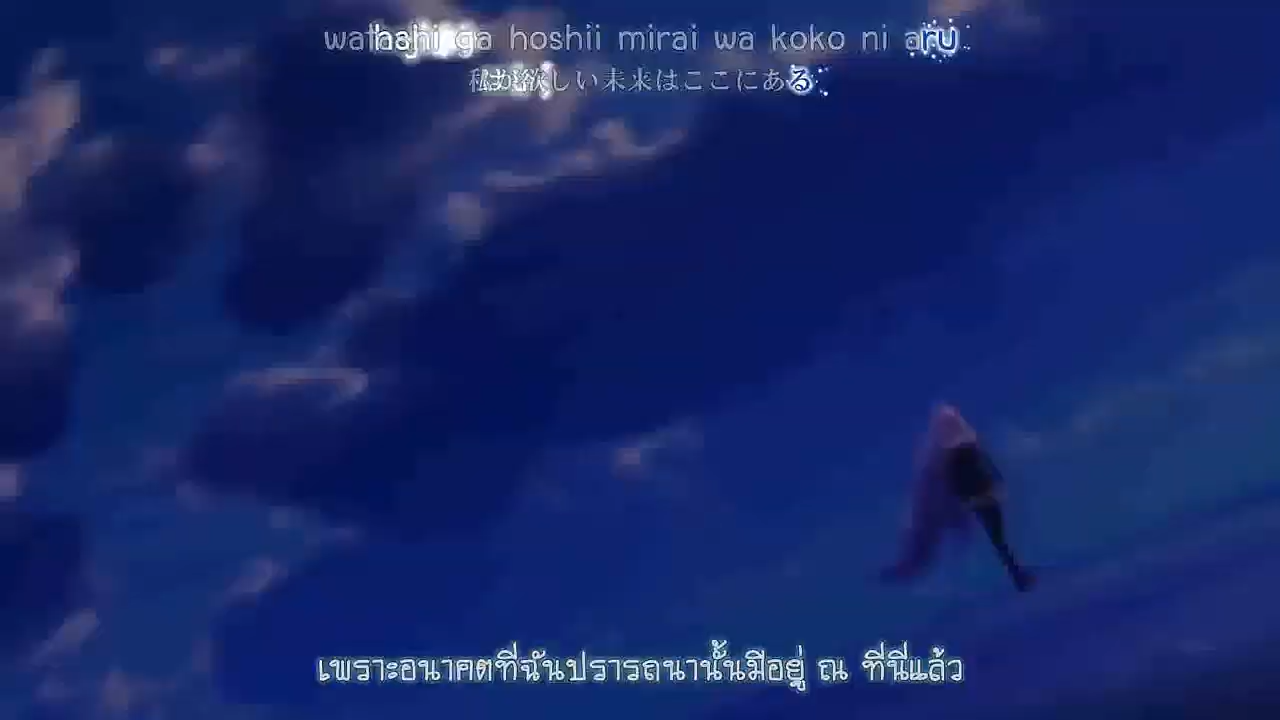 watashi ga hoshii mirai wa koko ni aru
私が欲しい未来はここにある
เพราะอนาคตที่ฉันปรารถนานั้นมีอยู่ ณ ที่นี่แล้ว